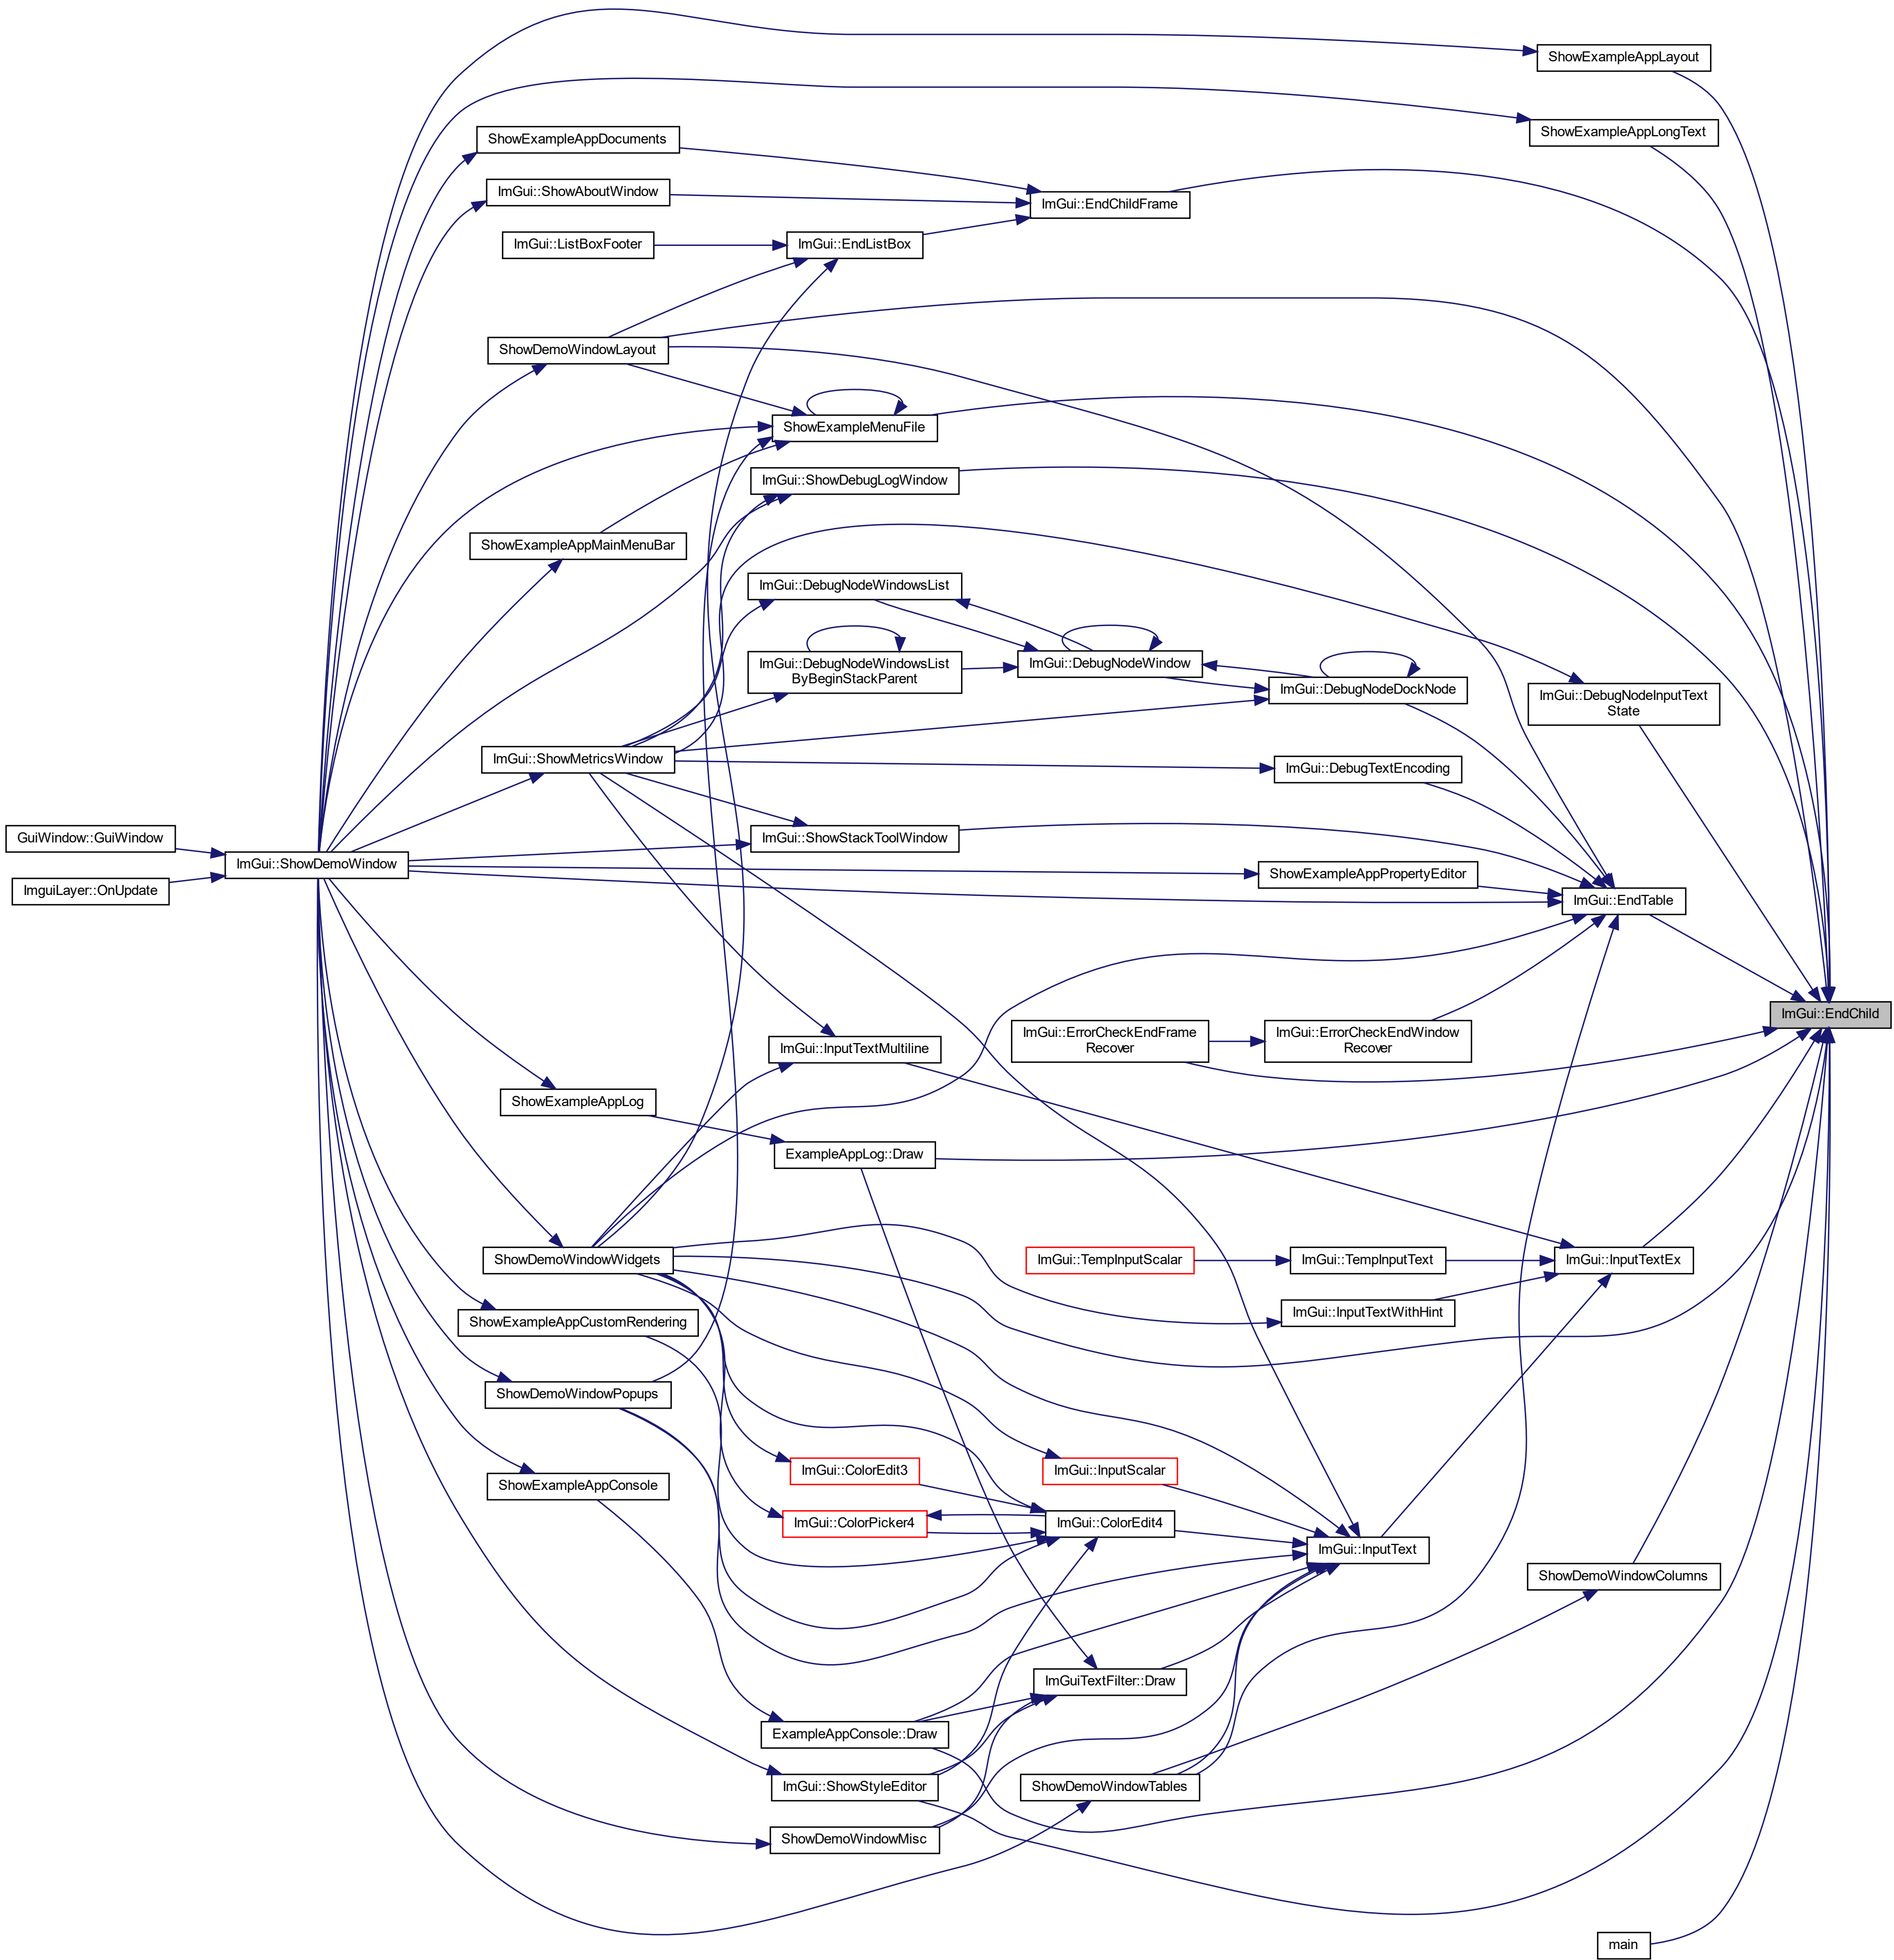 ShowExampleAppLayout
ShowExampleAppLongText
ShowExampleAppDocuments
ImGui::ShowAboutWindow
ImGui::EndChildFrame
ImGui::ListBoxFooter
ImGui::EndListBox
ShowDemoWindowLayout
ShowExampleMenuFile
ImGui::ShowDebugLogWindow
ShowExampleAppMainMenuBar
ImGui::DebugNodeWindowsList
ImGui::DebugNodeWindowsList
ByBeginStackParent
ImGui::DebugNodeWindow
ImGui::DebugNodeDockNode
ImGui::DebugNodeInputText
State
ImGui::ShowMetricsWindow
ImGui::DebugTextEncoding
GuiWindow::GuiWindow
ImGui::ShowStackToolWindow
ImGui::ShowDemoWindow
ShowExampleAppPropertyEditor
ImguiLayer::OnUpdate
ImGui::EndTable
ImGui::EndChild
ImGui::ErrorCheckEndFrame
Recover
ImGui::ErrorCheckEndWindow
Recover
ImGui::InputTextMultiline
ShowExampleAppLog
ExampleAppLog::Draw
ShowDemoWindowWidgets
ImGui::TempInputScalar
ImGui::TempInputText
ImGui::InputTextEx
ImGui::InputTextWithHint
ShowExampleAppCustomRendering
ShowDemoWindowPopups
ImGui::ColorEdit3
ImGui::InputScalar
ShowExampleAppConsole
ImGui::ColorPicker4
ImGui::ColorEdit4
ImGui::InputText
ShowDemoWindowColumns
ImGuiTextFilter::Draw
ExampleAppConsole::Draw
ImGui::ShowStyleEditor
ShowDemoWindowTables
ShowDemoWindowMisc
main